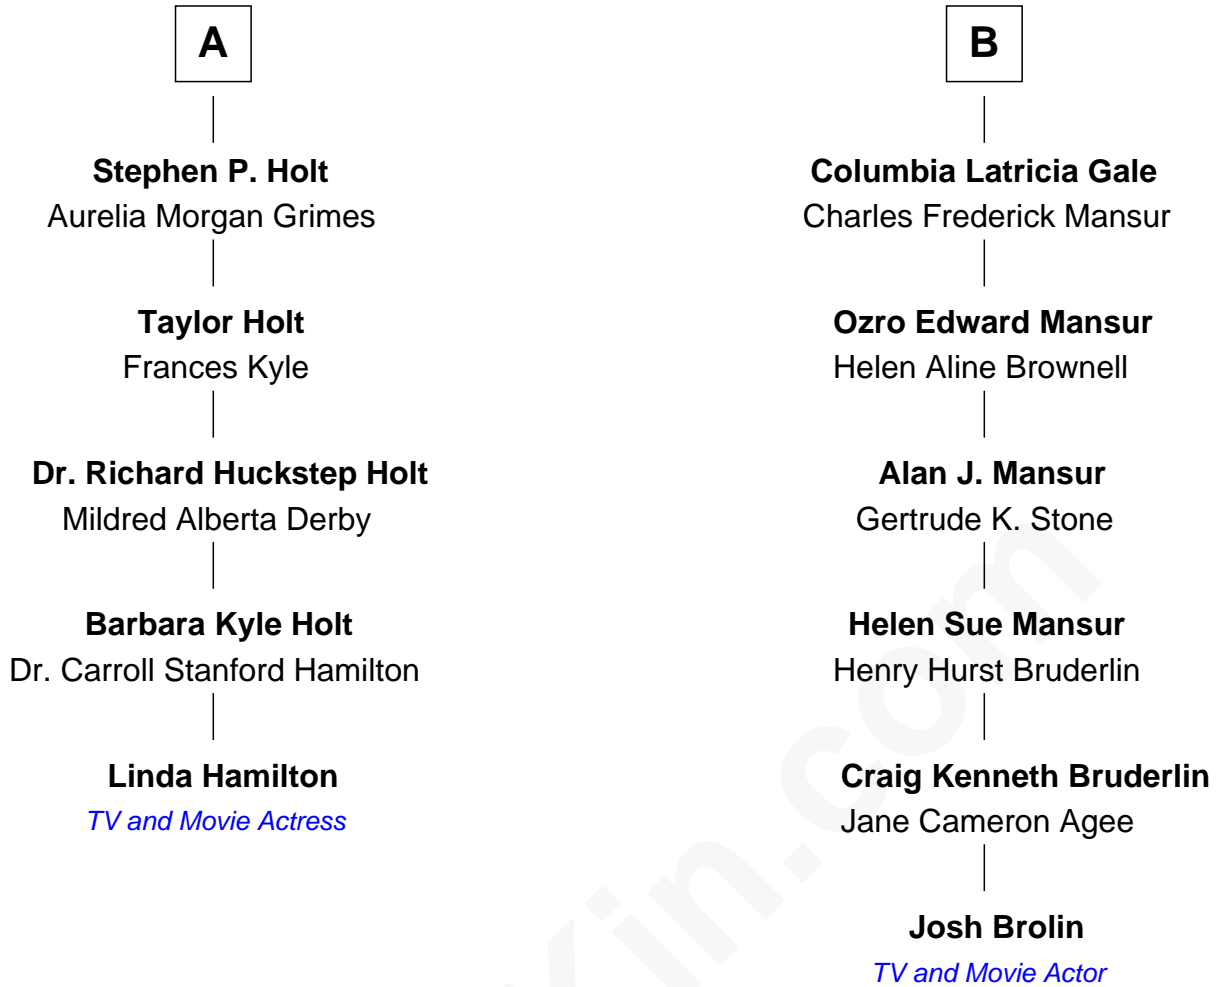 A
Stephen P. Holt
Aurelia Morgan Grimes
Taylor Holt
Frances Kyle
Dr. Richard Huckstep Holt
Mildred Alberta Derby
Barbara Kyle Holt
Dr. Carroll Stanford Hamilton
Linda Hamilton
TV and Movie Actress
B
Columbia Latricia Gale
Charles Frederick Mansur
Ozro Edward Mansur
Helen Aline Brownell
Alan J. Mansur
Gertrude K. Stone
Helen Sue Mansur
Henry Hurst Bruderlin
Craig Kenneth Bruderlin
Jane Cameron Agee
Josh Brolin
TV and Movie Actor
Kin.com